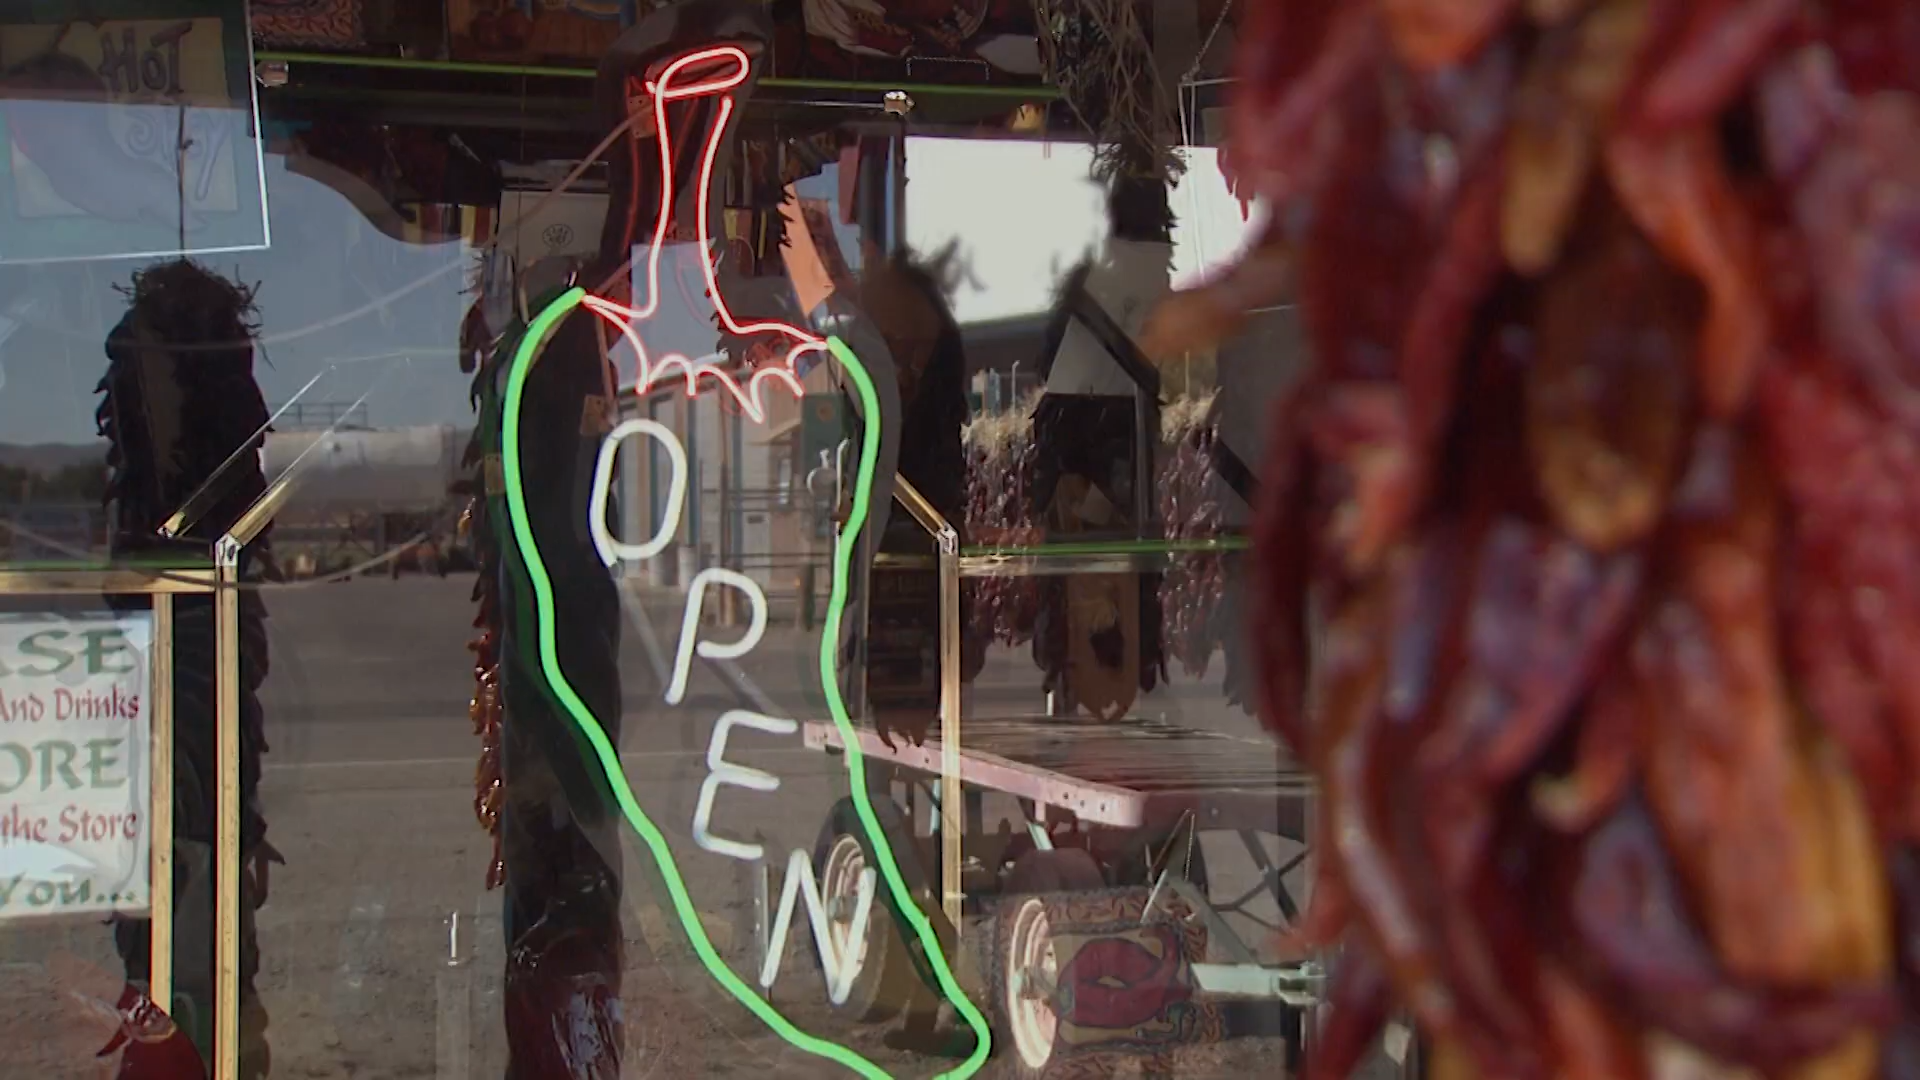 HOT
OPEN
ASE
And Drinks
ORE
the Store
You...